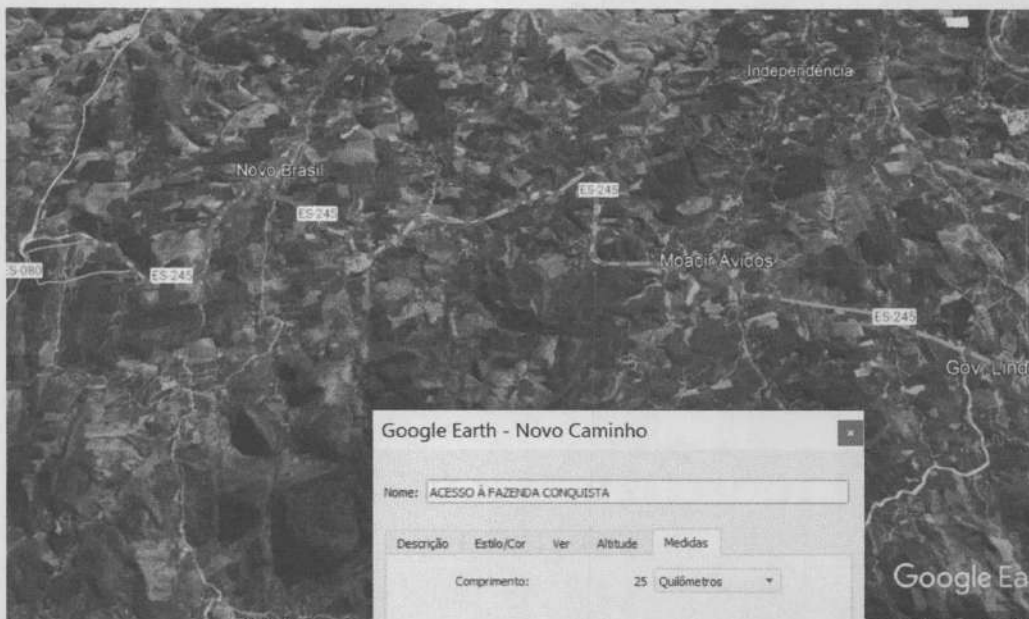 Independência
Novo Brasil
ES-245
ES-245
ES-080
ES-245
Moacir Avidos
ES-245
Gov. Lind
Google Earth - Novo Caminho
Nome: ACESSO À FAZENDA CONQUISTA
Descrição Estilo/Cor Ver Altitude Medidas
Comprimento: 25 Quilômetros
Google Ea